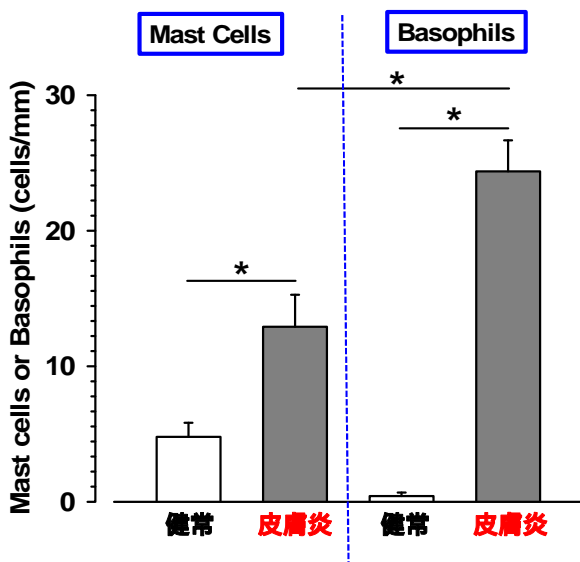 Mast Cells
Basophils
Mast cells or Basophils (cells/mm)
30
20
10
0
*
*
*
健常
皮膚炎
健常
皮膚炎